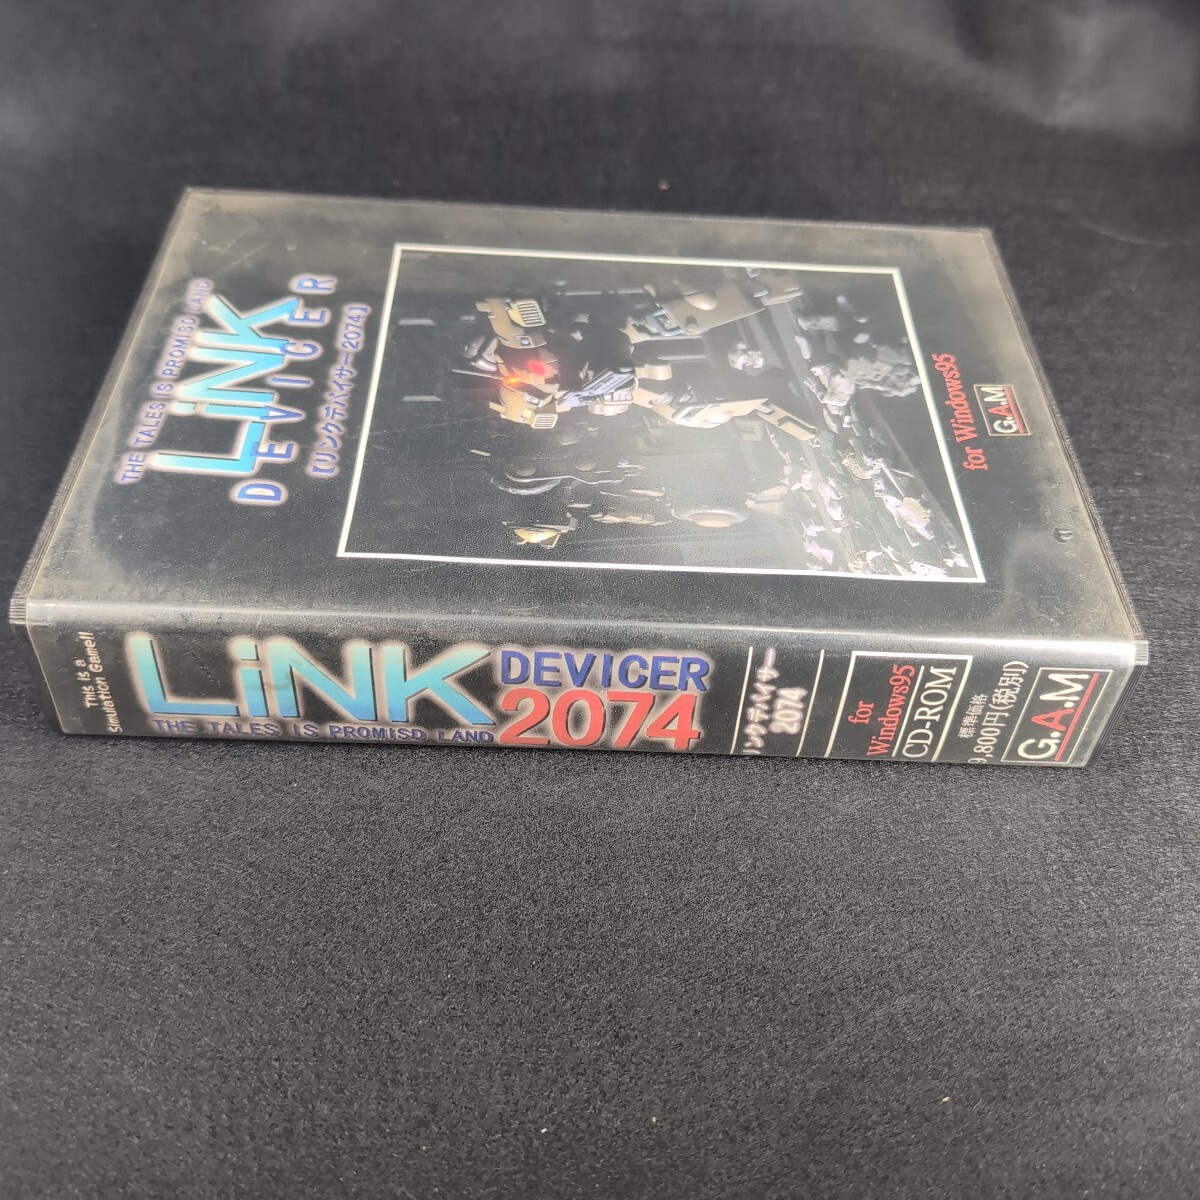 THE TALES IS PROMISD LAND
LiNK
DEVICER
【リンクデバイサー2074】
for Windows95
G.A.M
This is a
Simulation Game!!
LiNK
THE TALES IS PROMISD LAND
DEVICER
2074
リンクデバイサー
2074
for
Windows95
CD-ROM
標準価格
9,800円(税別)
G.A.M